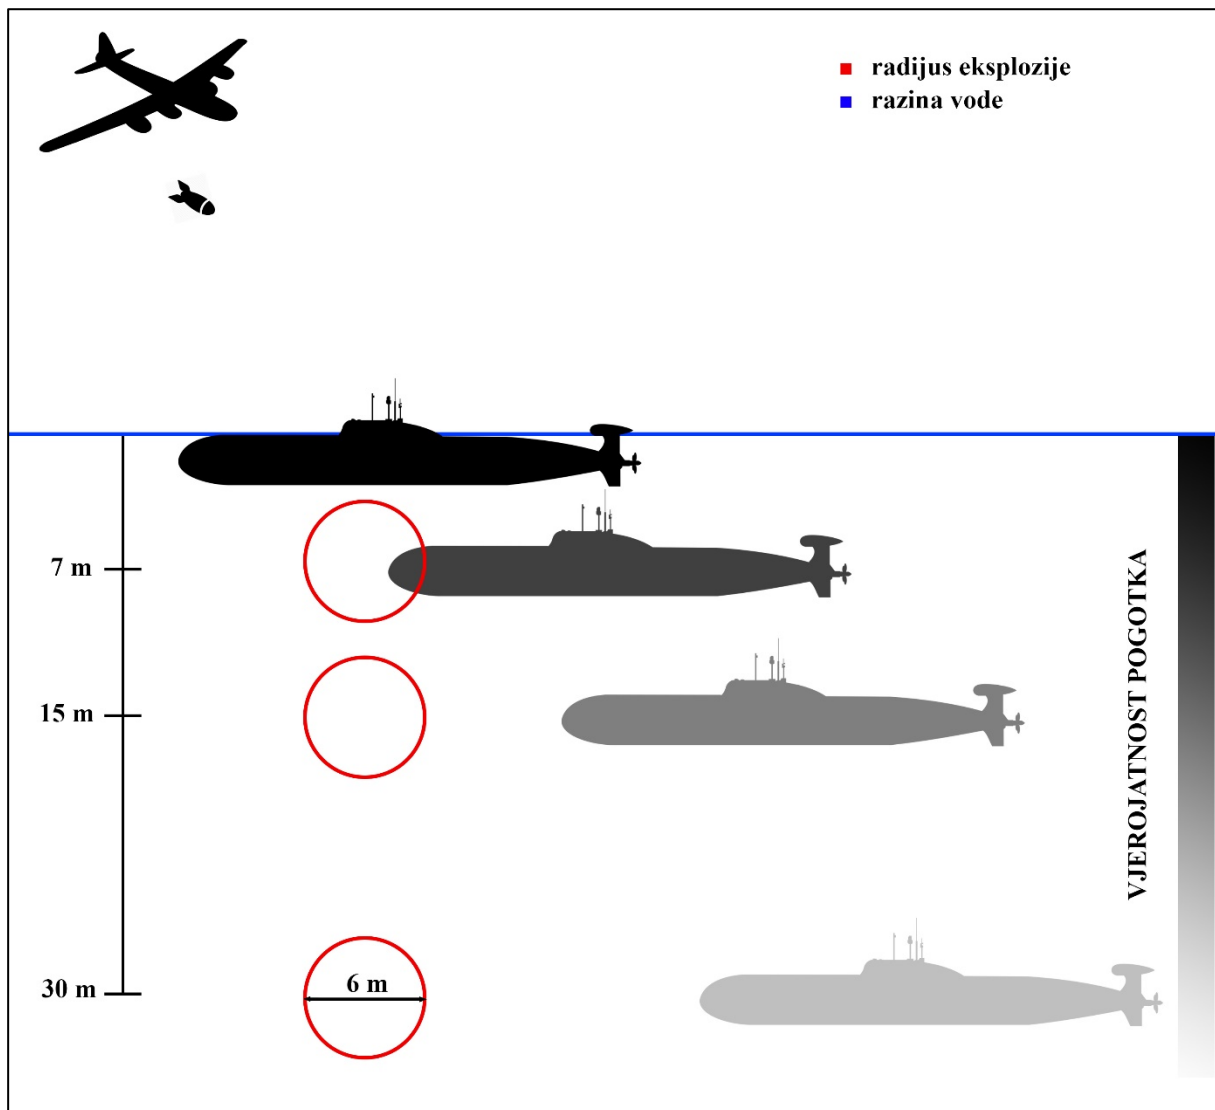 radijus eksplozije
razina vode
7 m
15 m
30 m
6 m
VJEROJATNOST POGOTKA